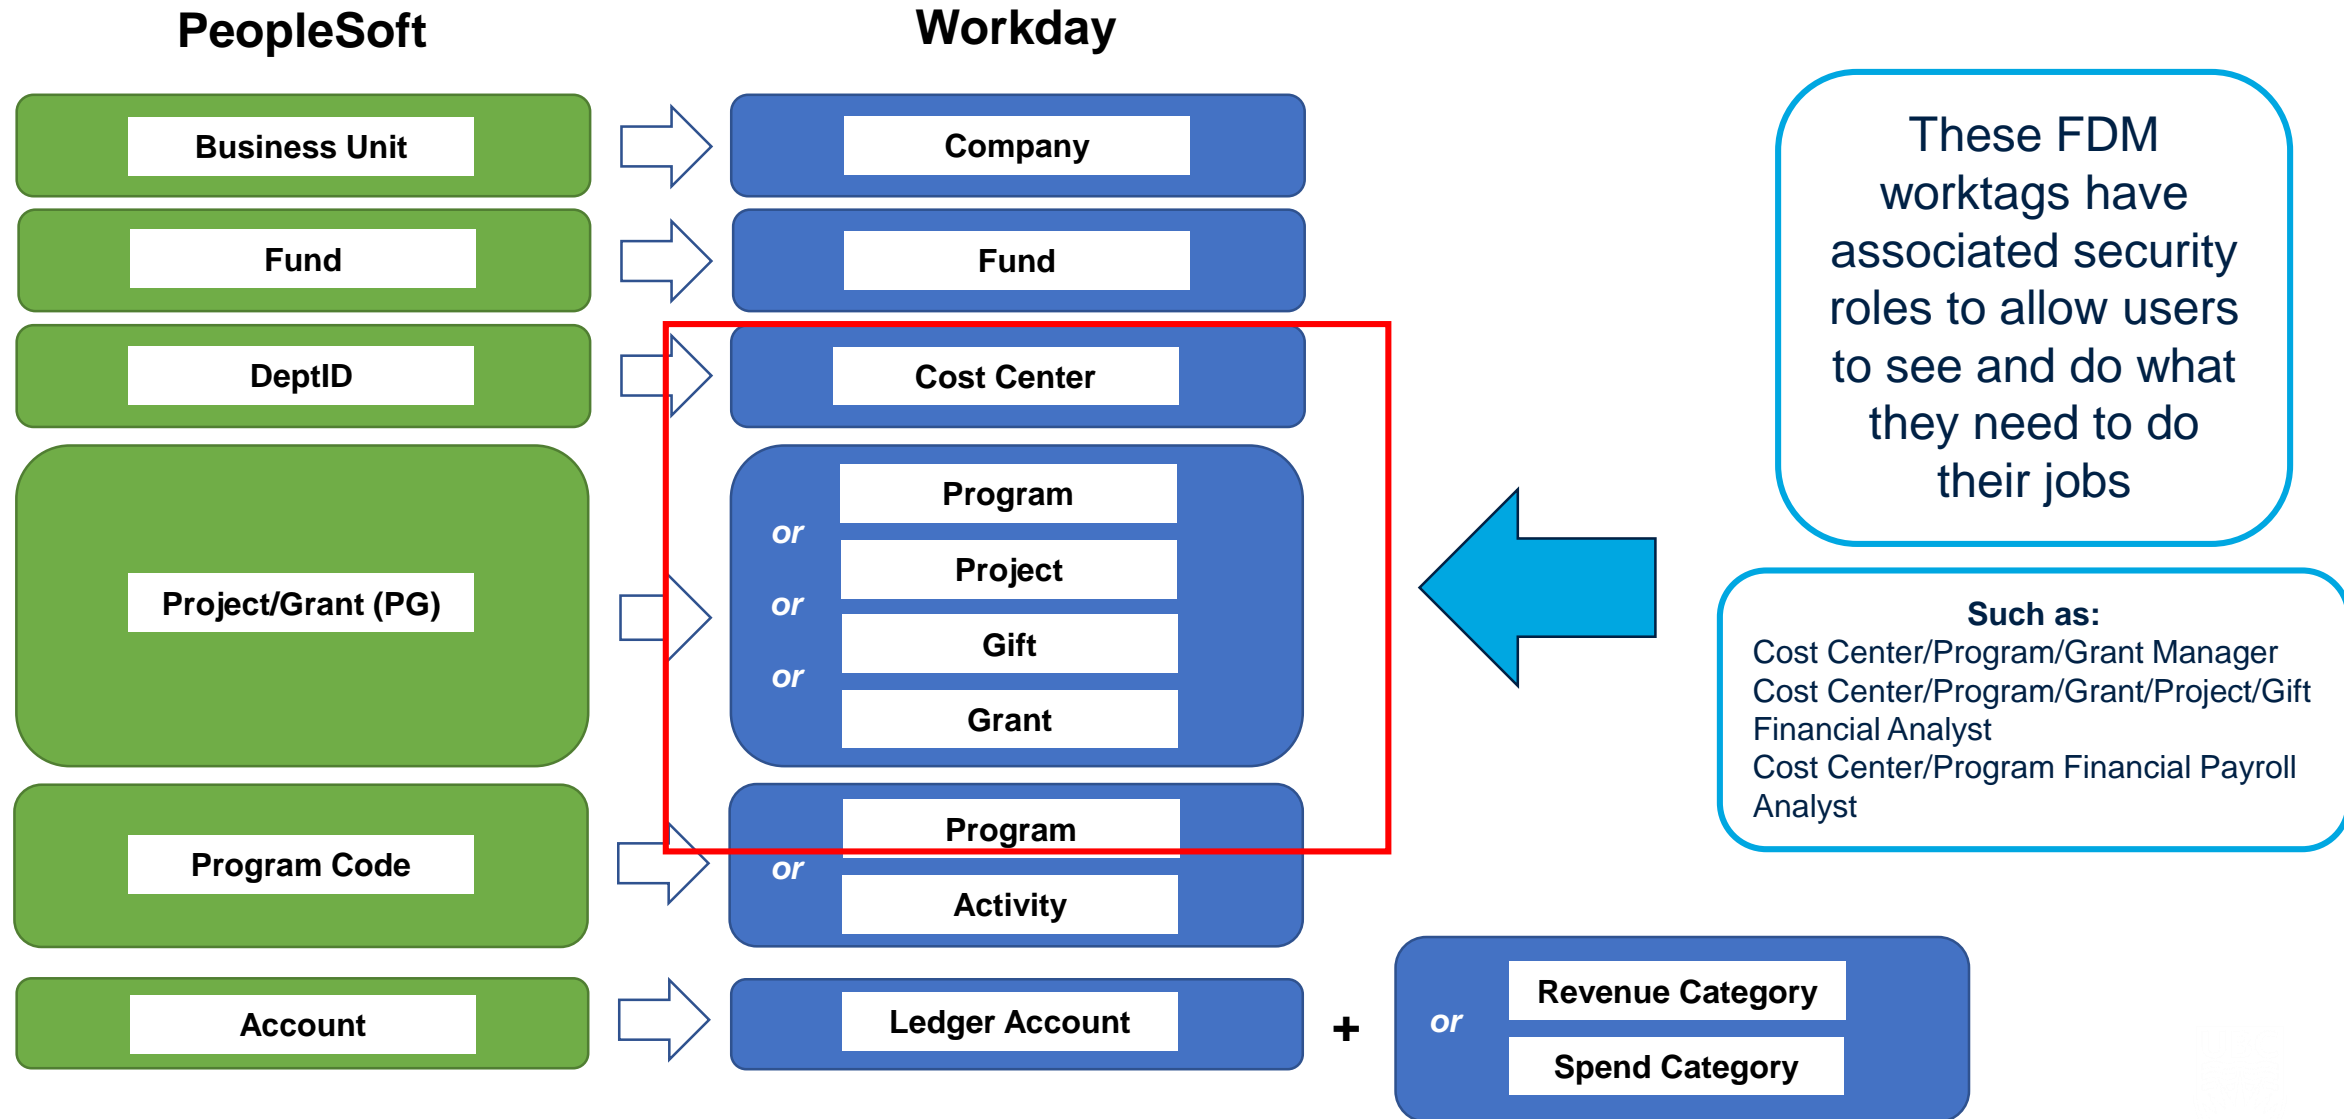 PeopleSoft
Workday
Business Unit
Company
Fund
Fund
DeptID
Cost Center
Project/Grant (PG)
Program
or
Project
or
Gift
or
Grant
Program Code
Program
or
Activity
Account
Ledger Account
+
or
Revenue Category
Spend Category
These FDM
worktags have
associated security
roles to allow users
to see and do what
they need to do
their jobs
Such as:
Cost Center/Program/Grant Manager
Cost Center/Program/Grant/Project/Gift
Financial Analyst
Cost Center/Program Financial Payroll
Analyst